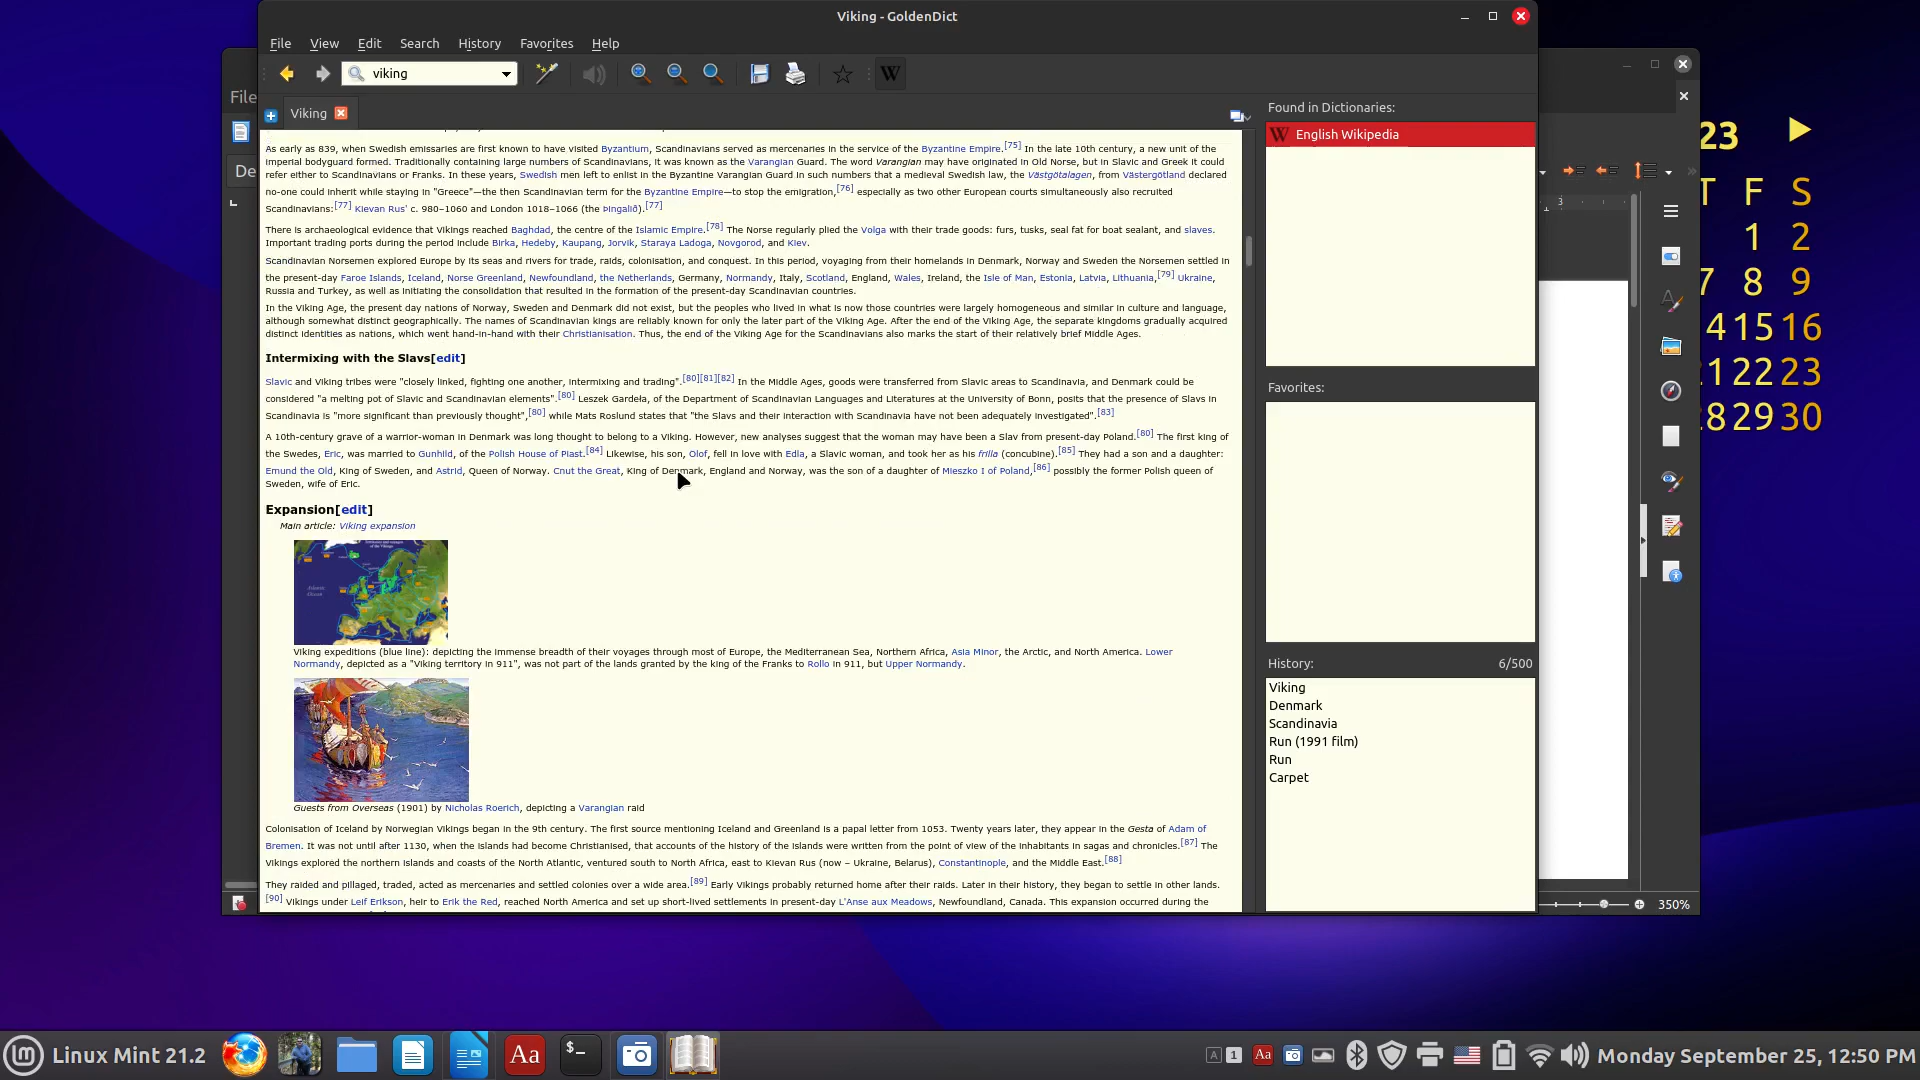 Viking - GoldenDict
File View Edit Search History Favorites Help
viking
W
Viking
As early as 839, when Swedish emissaries are first known to have visited Byzantium, Scandinavians served as mercenaries in the service of the Byzantine Empire.[75] In the late 10th century, a new unit of the
imperial bodyguard formed. Traditionally containing large numbers of Scandinavians, it was known as the Varangian Guard. The word Varangian may have originated in Old Norse, but in Slavic and Greek it could
refer either to Scandinavians or Franks. In these years, Swedish men left to enlist in the Byzantine Varangian Guard in such numbers that a medieval Swedish law, the Västgötalagen, from Västergötland declared
no-one could inherit while staying in "Greece"—the then Scandinavian term for the Byzantine Empire—to stop the emigration,[76] especially as two other European courts simultaneously also recruited
Scandinavians:[77] Kievan Rus' c. 980–1060 and London 1018–1066 (the Þingalið).[77]
There is archaeological evidence that Vikings reached Baghdad, the centre of the Islamic Empire.[78] The Norse regularly plied the Volga with their trade goods: furs, tusks, seal fat for boat sealant, and slaves.
Important trading ports during the period include Birka, Hedeby, Kaupang, Jorvik, Staraya Ladoga, Novgorod, and Kiev.
Scandinavian Norsemen explored Europe by its seas and rivers for trade, raids, colonisation, and conquest. In this period, voyaging from their homelands in Denmark, Norway and Sweden the Norsemen settled in
the present-day Faroe Islands, Iceland, Norse Greenland, Newfoundland, the Netherlands, Germany, Normandy, Italy, Scotland, England, Wales, Ireland, the Isle of Man, Estonia, Latvia, Lithuania,[79] Ukraine,
Russia and Turkey, as well as initiating the consolidation that resulted in the formation of the present-day Scandinavian countries.
In the Viking Age, the present day nations of Norway, Sweden and Denmark did not exist, but the peoples who lived in what is now those countries were largely homogeneous and similar in culture and language,
although somewhat distinct geographically. The names of Scandinavian kings are reliably known for only the later part of the Viking Age. After the end of the Viking Age, the separate kingdoms gradually acquired
distinct identities as nations, which went hand-in-hand with their Christianisation. Thus, the end of the Viking Age for the Scandinavians also marks the start of their relatively brief Middle Ages.
Intermixing with the Slavs[edit]
Slavic and Viking tribes were "closely linked, fighting one another, intermixing and trading".[80][81][82] In the Middle Ages, goods were transferred from Slavic areas to Scandinavia, and Denmark could be
considered "a melting pot of Slavic and Scandinavian elements".[80] Leszek Gardeła, of the Department of Scandinavian Languages and Literatures at the University of Bonn, posits that the presence of Slavs in
Scandinavia is "more significant than previously thought",[80] while Mats Roslund states that "the Slavs and their interaction with Scandinavia have not been adequately investigated".[83]
A 10th-century grave of a warrior-woman in Denmark was long thought to belong to a Viking. However, new analyses suggest that the woman may have been a Slav from present-day Poland.[80] The first king of
the Swedes, Eric, was married to Gunhild, of the Polish House of Piast.[84] Likewise, his son, Olof, fell in love with Edla, a Slavic woman, and took her as his frilla (concubine).[85] They had a son and a daughter:
Emund the Old, King of Sweden, and Astrid, Queen of Norway. Cnut the Great, King of Denmark, England and Norway, was the son of a daughter of Mieszko I of Poland,[86] possibly the former Polish queen of
Sweden, wife of Eric.
Expansion[edit]
Main article: Viking expansion
Viking expeditions (blue line): depicting the immense breadth of their voyages through most of Europe, the Mediterranean Sea, Northern Africa, Asia Minor, the Arctic, and North America. Lower
Normandy, depicted as a "Viking territory in 911", was not part of the lands granted by the king of the Franks to Rollo in 911, but Upper Normandy.
Guests from Overseas (1901) by Nicholas Roerich, depicting a Varangian raid
Colonisation of Iceland by Norwegian Vikings began in the 9th century. The first source mentioning Iceland and Greenland is a papal letter from 1053. Twenty years later, they appear in the Gesta of Adam of
Bremen. It was not until after 1130, when the islands had become Christianised, that accounts of the history of the islands were written from the point of view of the inhabitants in sagas and chronicles.[87] The
Vikings explored the northern islands and coasts of the North Atlantic, ventured south to North Africa, east to Kievan Rus (now – Ukraine, Belarus), Constantinople, and the Middle East.[88]
They raided and pillaged, traded, acted as mercenaries and settled colonies over a wide area.[89] Early Vikings probably returned home after their raids. Later in their history, they began to settle in other lands.
[90] Vikings under Leif Erikson, heir to Erik the Red, reached North America and set up short-lived settlements in present-day L'Anse aux Meadows, Newfoundland, Canada. This expansion occurred during the
Found in Dictionaries:
W English Wikipedia
Favorites:
History: 6/500
Viking
Denmark
Scandinavia
Run (1991 film)
Run
Carpet
File
De
3
350%
23
T F S
1 2
7 8 9
14 15 16
21 22 23
28 29 30
Linux Mint 21.2
Aa
A 1
Aa
Monday September 25, 12:50 PM